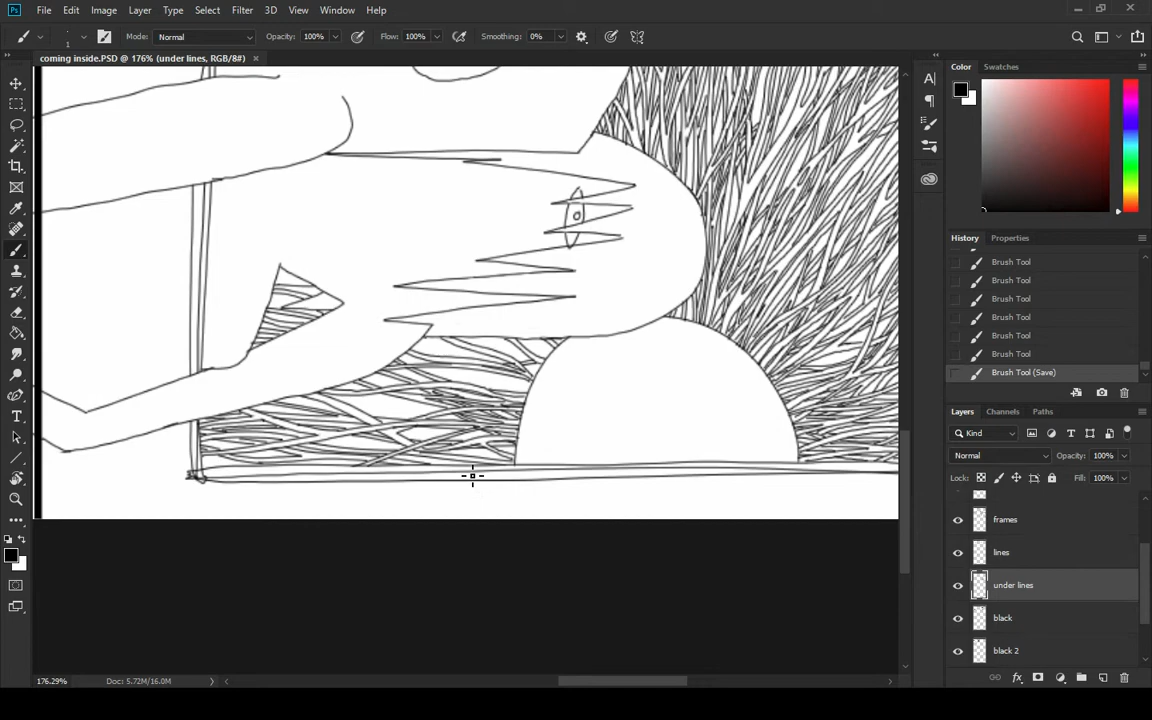 Ps File Edit Image Layer Type Select Filter 3D View Window Help
1 Mode: Normal Opacity: 100% Flow: 100% Smoothing: 0%
coming inside.PSD @ 176% (under lines, RGB/8#) ×
Color Swatches
History Properties
Brush Tool
Brush Tool
Brush Tool
Brush Tool
Brush Tool
Brush Tool
Brush Tool (Save)
Layers Channels Paths
Kind
Normal Opacity: 100%
Lock: Fill: 100%
frames
lines
under lines
black
black 2
176.29% Doc: 5.72M/16.0M